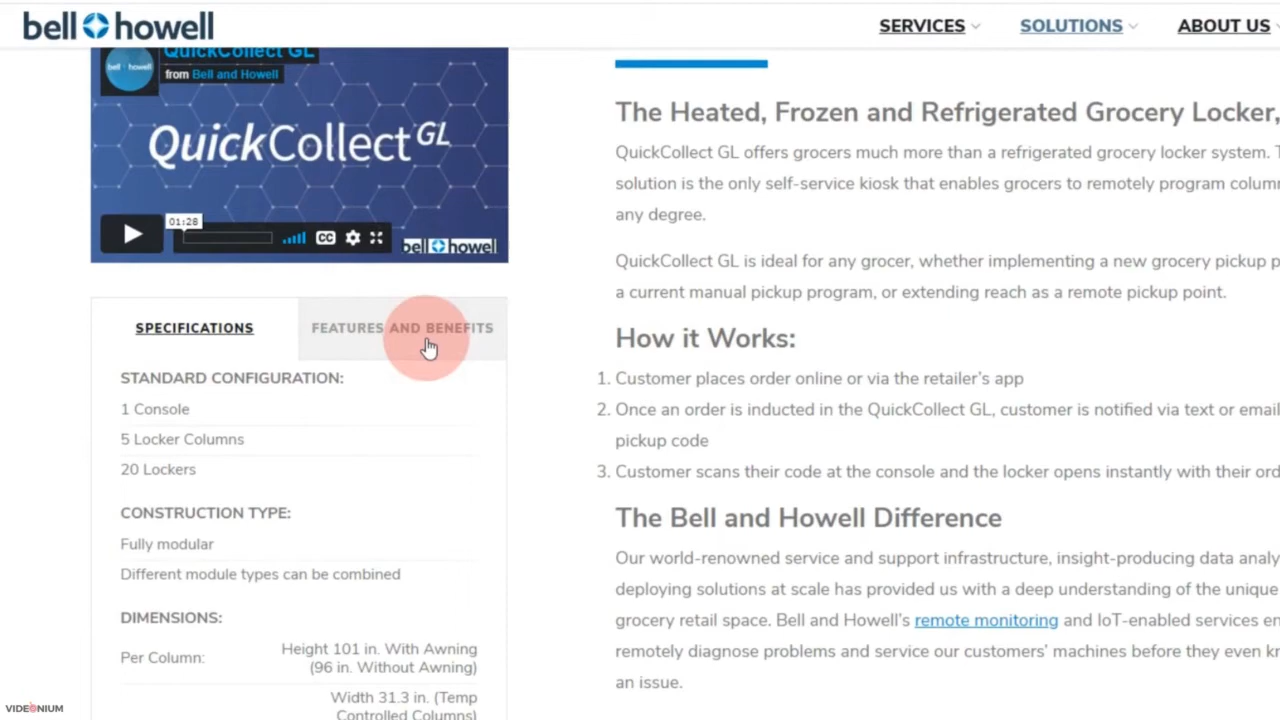 bell howell
SERVICES
SOLUTIONS
ABOUT US
QuickCollect GL
from Bell and Howell
bell howell
QuickCollect GL
01:28
CC
bell howell
SPECIFICATIONS
FEATURES AND BENEFITS
STANDARD CONFIGURATION:
1 Console
5 Locker Columns
20 Lockers
CONSTRUCTION TYPE:
Fully modular
Different module types can be combined
DIMENSIONS:
Per Column:
Height 101 in. With Awning
(96 in. Without Awning)
Width 31.3 in. (Temp
Controlled Columns)
The Heated, Frozen and Refrigerated Grocery Locker,
QuickCollect GL offers grocers much more than a refrigerated grocery locker system.
solution is the only self-service kiosk that enables grocers to remotely program
any degree.
QuickCollect GL is ideal for any grocer, whether implementing a new grocery pickup
a current manual pickup program, or extending reach as a remote pickup point.
How it Works:
1. Customer places order online or via the retailer's app
2. Once an order is inducted in the QuickCollect GL, customer is notified via text or email
pickup code
3. Customer scans their code at the console and the locker opens instantly with their
The Bell and Howell Difference
Our world-renowned service and support infrastructure, insight-producing data
deploying solutions at scale has provided us with a deep understanding of the unique
grocery retail space. Bell and Howell's remote monitoring and IoT-enabled services
remotely diagnose problems and service our customers' machines before they even
an issue.
VIDEONIUM